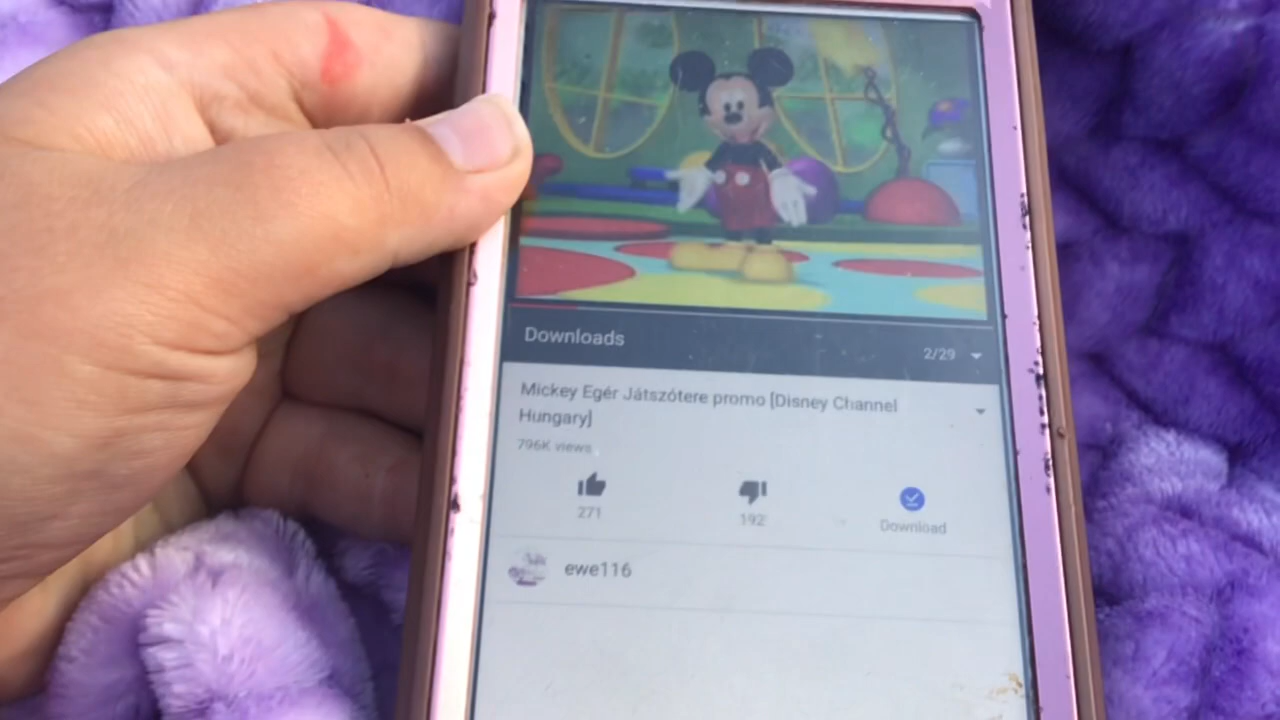 Downloads
2/29
Mickey Egér Játszótere promo [Disney Channel
Hungary]
796K views
271
192
Download
ewe116